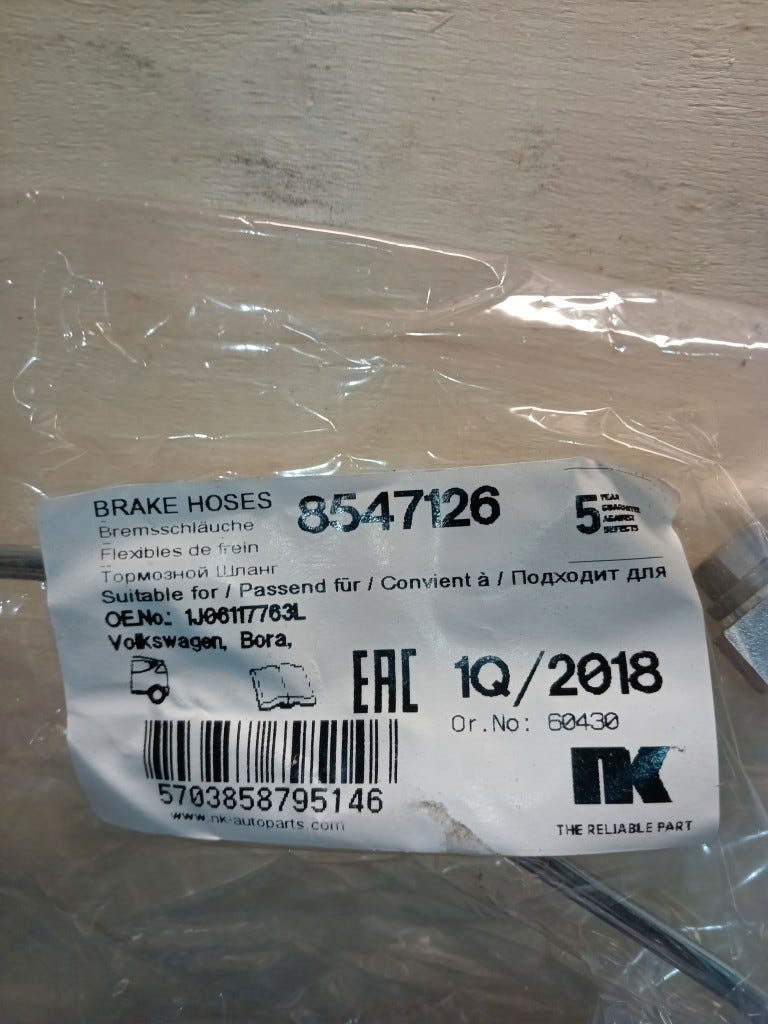 BRAKE HOSES
Bremsschläuche
Flexibles de frein
Тормозной Шланг
8547126
5 YEAR
GUARANTEE
AGAINST
DEFECTS
Suitable for / Passend für / Convient à / Подходит для
OE.No.: 1J0611763L
Volkswagen, Bora,
EAC
1Q/2018
Or.No: 60430
5703858795146
www.nk-autoparts.com
NK
THE RELIABLE PART